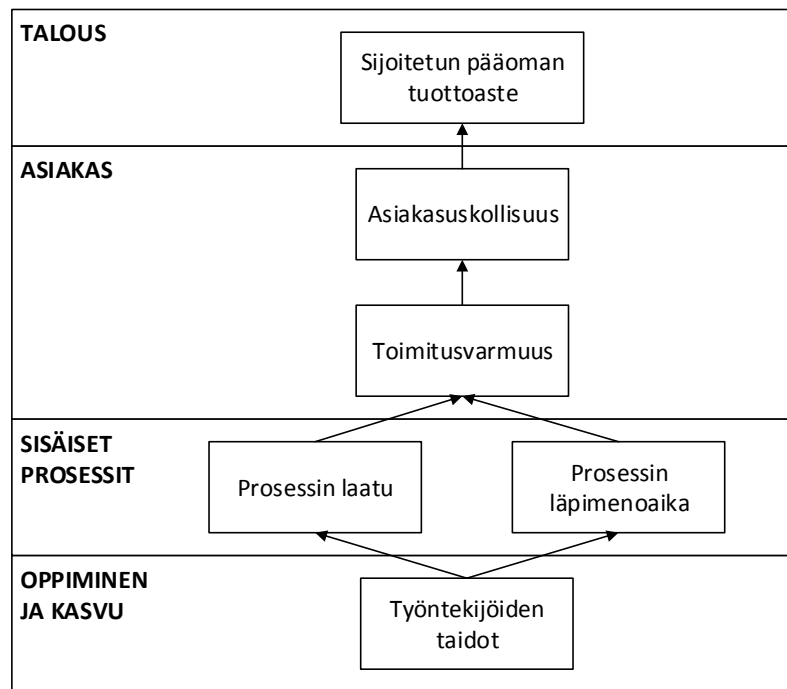 TALOUS
Sijoitetun pääoman
tuottoaste
ASIAKAS
Asiakasuskollisuus
Toimitusvarmuus
SISÄISET
PROSESSIT
Prosessin laatu
Prosessin
läpimenoaika
OPPIMINEN
JA KASVU
Työntekijöiden
taidot